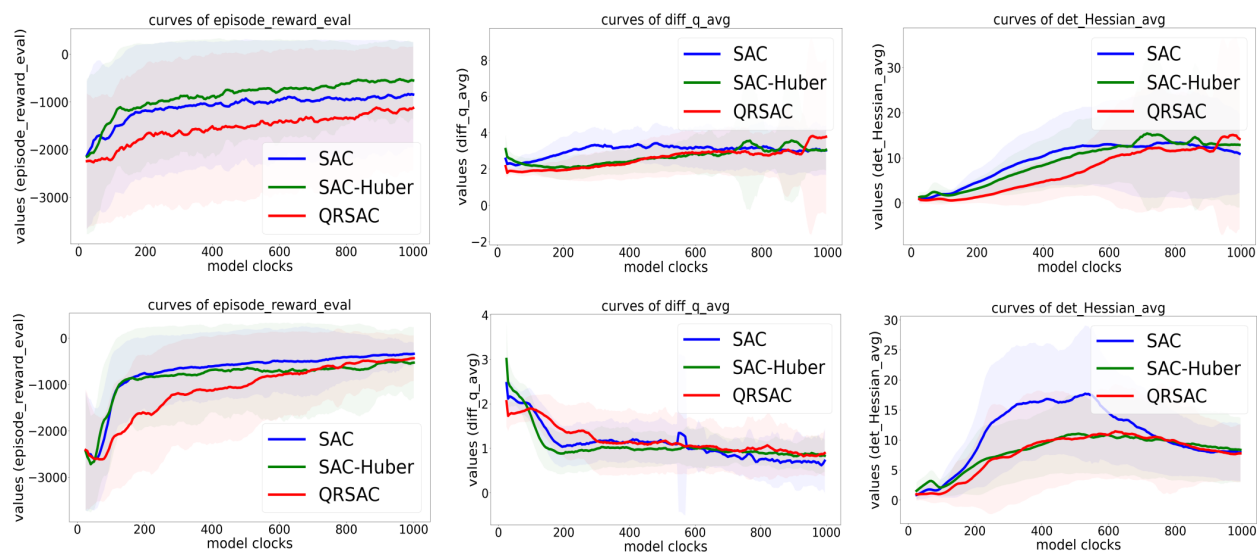 curves of episode_reward_eval
values (episode_reward_eval)
0
−1000
−2000
−3000
SAC
SAC-Huber
QRSAC
0 200 400 600 800 1000
model clocks
curves of diff_q_avg
values (diff_q_avg)
8
6
4
2
0
−2
SAC
SAC-Huber
QRSAC
0 200 400 600 800 1000
model clocks
curves of det_Hessian_avg
values (det_Hessian_avg)
30
20
10
0
SAC
SAC-Huber
QRSAC
0 200 400 600 800 1000
model clocks
curves of episode_reward_eval
values (episode_reward_eval)
0
−1000
−2000
−3000
SAC
SAC-Huber
QRSAC
0 200 400 600 800 1000
model clocks
curves of diff_q_avg
values (diff_q_avg)
4
3
2
1
0
SAC
SAC-Huber
QRSAC
0 200 400 600 800 1000
model clocks
curves of det_Hessian_avg
values (det_Hessian_avg)
30
25
20
15
10
5
0
SAC
SAC-Huber
QRSAC
0 200 400 600 800 1000
model clocks